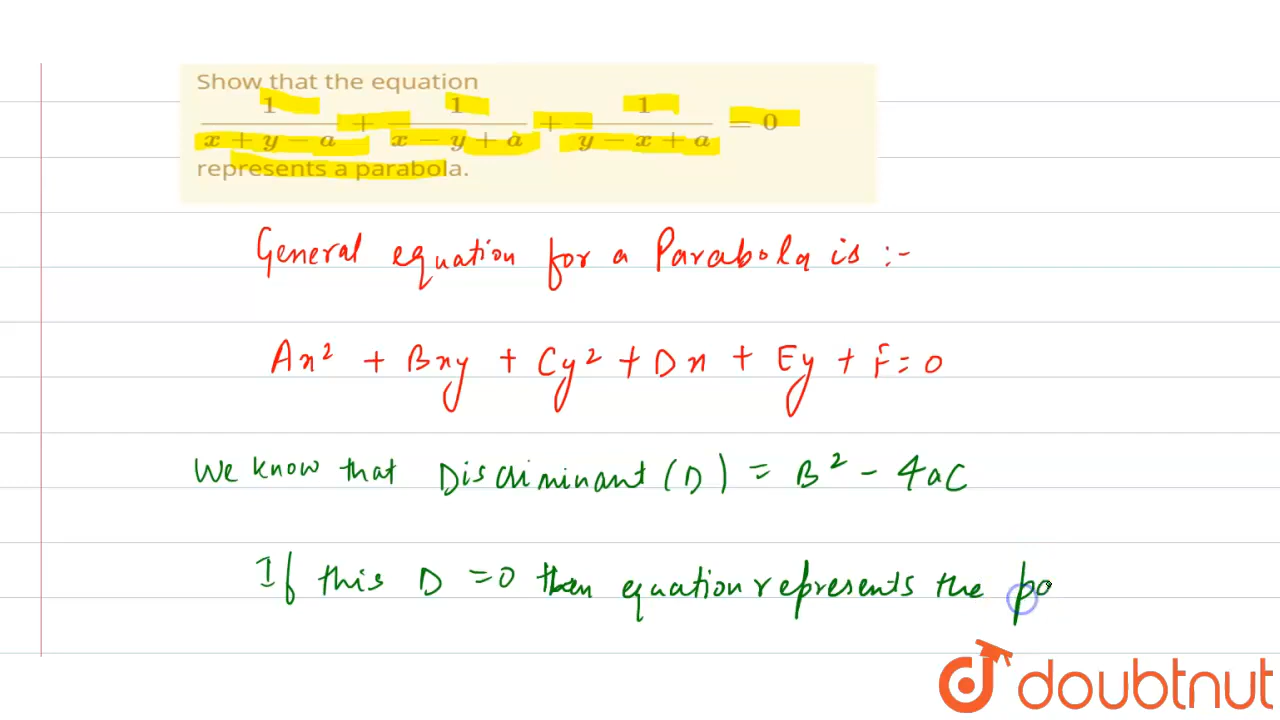 Show that the equation
1/(x + y − a) + 1/(x − y + a) + 1/(y − x + a) = 0
represents a parabola.
General equation for a Parabola is :-
Ax² + Bxy + Cy² + Dx + Ey + F = 0
We know that Discriminant (D) = B² - 4aC
If this D = 0 then equation represents the pa
doubtnut